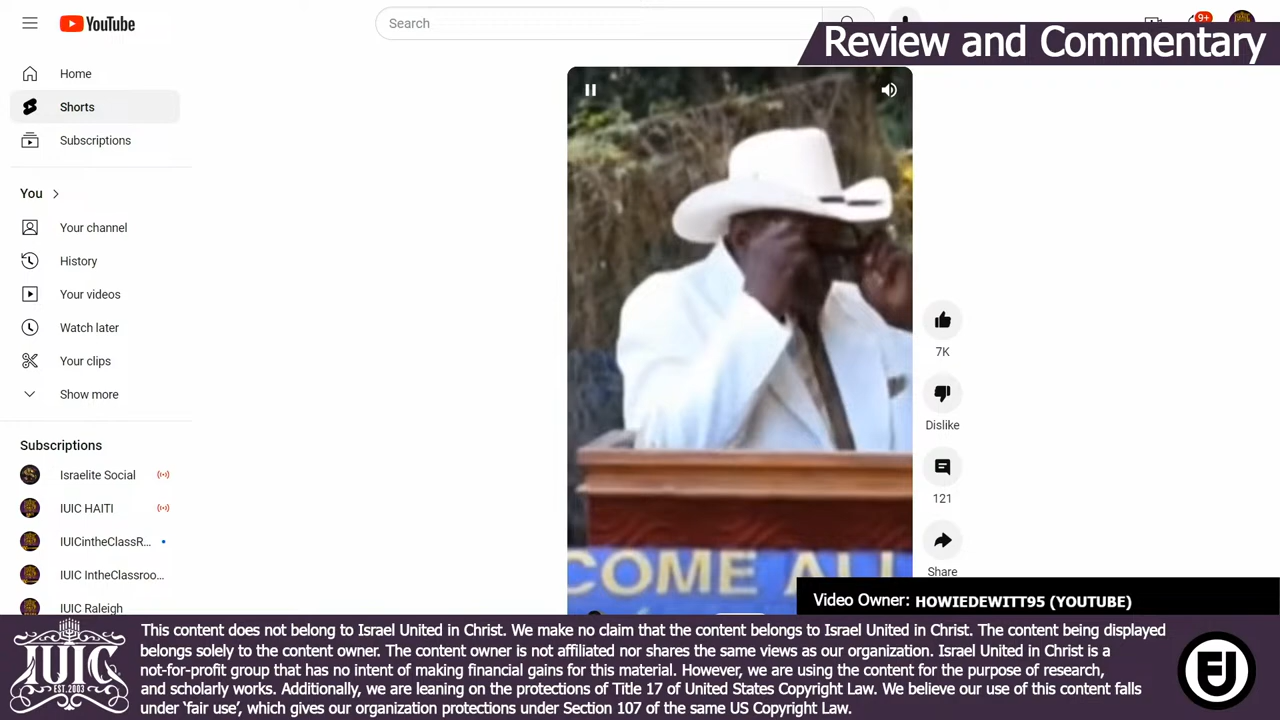 YouTube
Search
9+
Review and Commentary
Home
Shorts
Subscriptions
You
Your channel
History
Your videos
Watch later
Your clips
Show more
Subscriptions
Israelite Social
IUIC HAITI
IUICintheClassR...
IUIC IntheClassroo...
IUIC Raleigh
7K
Dislike
121
Share
COME ALL
Video Owner: HOWIEDEWITT95 (YOUTUBE)
IUIC
EST.2003
This content does not belong to Israel United in Christ. We make no claim that the content belongs to Israel United in Christ. The content being displayed
belongs solely to the content owner. The content owner is not affiliated nor shares the same views as our organization. Israel United in Christ is a
not-for-profit group that has no intent of making financial gains for this material. However, we are using the content for the purpose of research,
and scholarly works. Additionally, we are leaning on the protections of Title 17 of United States Copyright Law. We believe our use of this content falls
under ‘fair use’, which gives our organization protections under Section 107 of the same US Copyright Law.